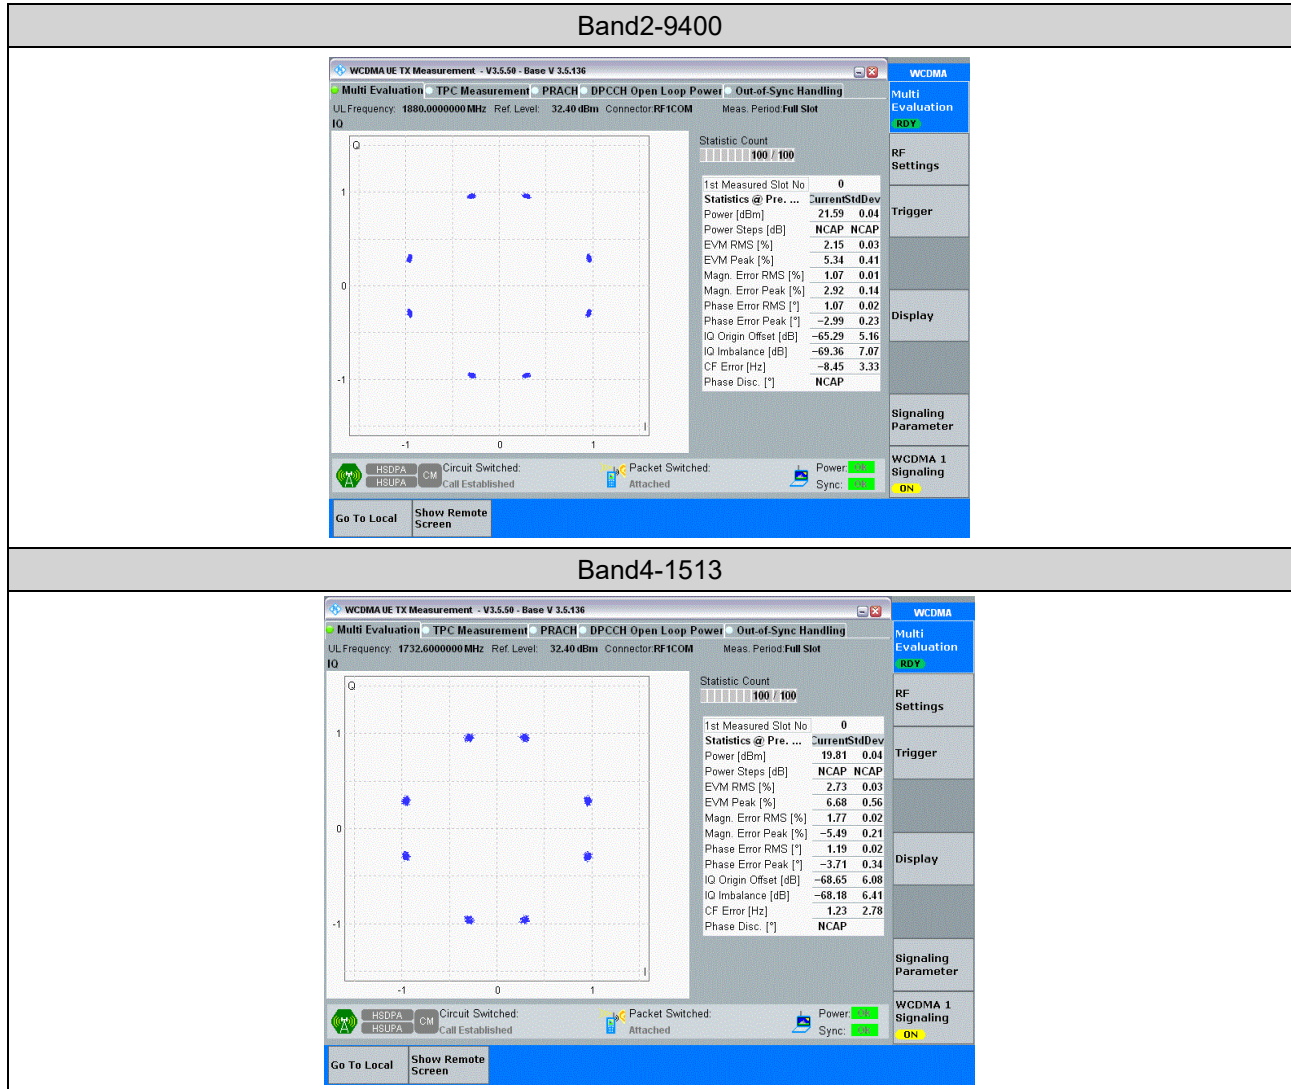 Band2-9400
WCDMA UE TX Measurement - V3.5.50 - Base V 3.5.136
WCDMA
Multi Evaluation TPC Measurement PRACH DPCCH Open Loop Power Out-of-Sync Handling
Multi
Evaluation
RDY
UL Frequency: 1880.0000000 MHz Ref. Level: 32.40 dBm Connector:RF1COM Meas. Period:Full Slot
IQ
Q
1
0
-1
-1 0 1
I
Statistic Count
100 / 100
1st Measured Slot No 0
Statistics @ Pre. ... Current StdDev
Power [dBm] 21.59 0.04
Power Steps [dB] NCAP NCAP
EVM RMS [%] 2.15 0.03
EVM Peak [%] 5.34 0.41
Magn. Error RMS [%] 1.07 0.01
Magn. Error Peak [%] 2.92 0.14
Phase Error RMS [°] 1.07 0.02
Phase Error Peak [°] −2.99 0.23
IQ Origin Offset [dB] −65.29 5.16
IQ Imbalance [dB] −69.36 7.07
CF Error [Hz] −8.45 3.33
Phase Disc. [°] NCAP
RF
Settings
Trigger
Display
Signaling
Parameter
WCDMA 1
Signaling
ON
HSDPA
HSUPA
CM
Circuit Switched:
Call Established
Packet Switched:
Attached
Power: OK
Sync: OK
Go To Local
Show Remote
Screen
Band4-1513
WCDMA UE TX Measurement - V3.5.50 - Base V 3.5.136
WCDMA
Multi Evaluation TPC Measurement PRACH DPCCH Open Loop Power Out-of-Sync Handling
Multi
Evaluation
RDY
UL Frequency: 1732.6000000 MHz Ref. Level: 32.40 dBm Connector:RF1COM Meas. Period:Full Slot
IQ
Q
1
0
-1
-1 0 1
I
Statistic Count
100 / 100
1st Measured Slot No 0
Statistics @ Pre. ... Current StdDev
Power [dBm] 19.81 0.04
Power Steps [dB] NCAP NCAP
EVM RMS [%] 2.73 0.03
EVM Peak [%] 6.68 0.56
Magn. Error RMS [%] 1.77 0.02
Magn. Error Peak [%] −5.49 0.21
Phase Error RMS [°] 1.19 0.02
Phase Error Peak [°] −3.71 0.34
IQ Origin Offset [dB] −68.65 6.08
IQ Imbalance [dB] −68.18 6.41
CF Error [Hz] 1.23 2.78
Phase Disc. [°] NCAP
RF
Settings
Trigger
Display
Signaling
Parameter
WCDMA 1
Signaling
ON
HSDPA
HSUPA
CM
Circuit Switched:
Call Established
Packet Switched:
Attached
Power: OK
Sync: OK
Go To Local
Show Remote
Screen